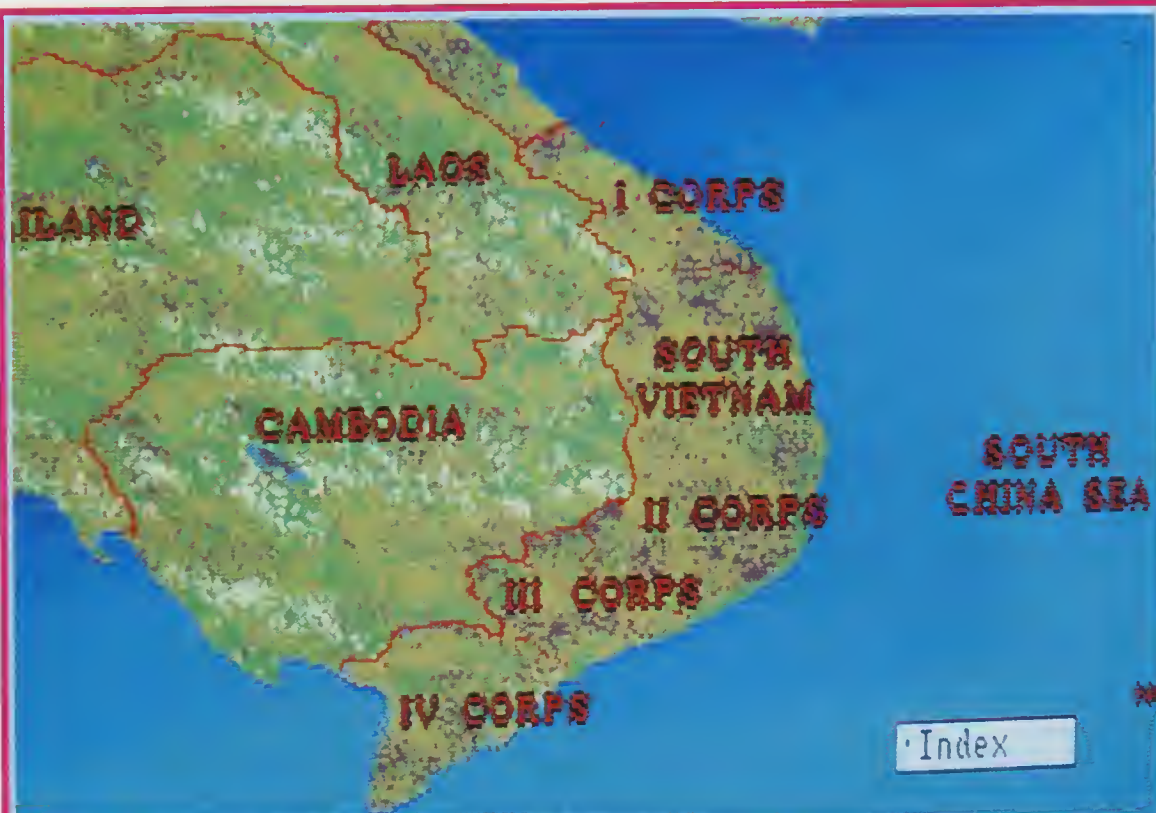 LAOS
I CORPS
ILAND
SOUTH
VIETNAM
CAMBODIA
SOUTH
CHINA SEA
II CORPS
III CORPS
IV CORPS
Index